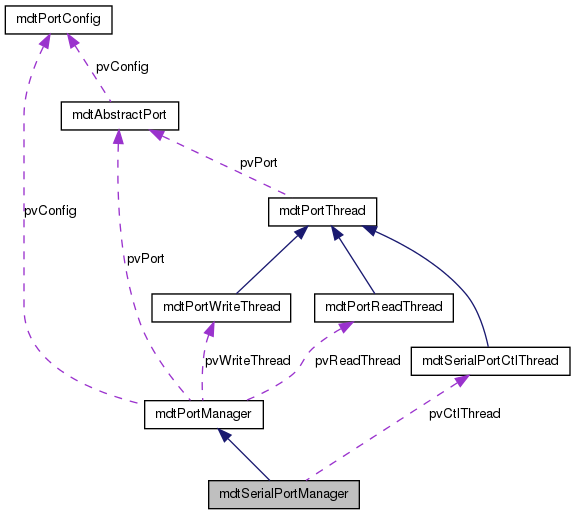 mdtPortConfig
pvConfig
mdtAbstractPort
pvPort
pvConfig
mdtPortThread
pvPort
mdtPortWriteThread
mdtPortReadThread
pvWriteThread
pvReadThread
mdtSerialPortCtlThread
mdtPortManager
pvCtlThread
mdtSerialPortManager